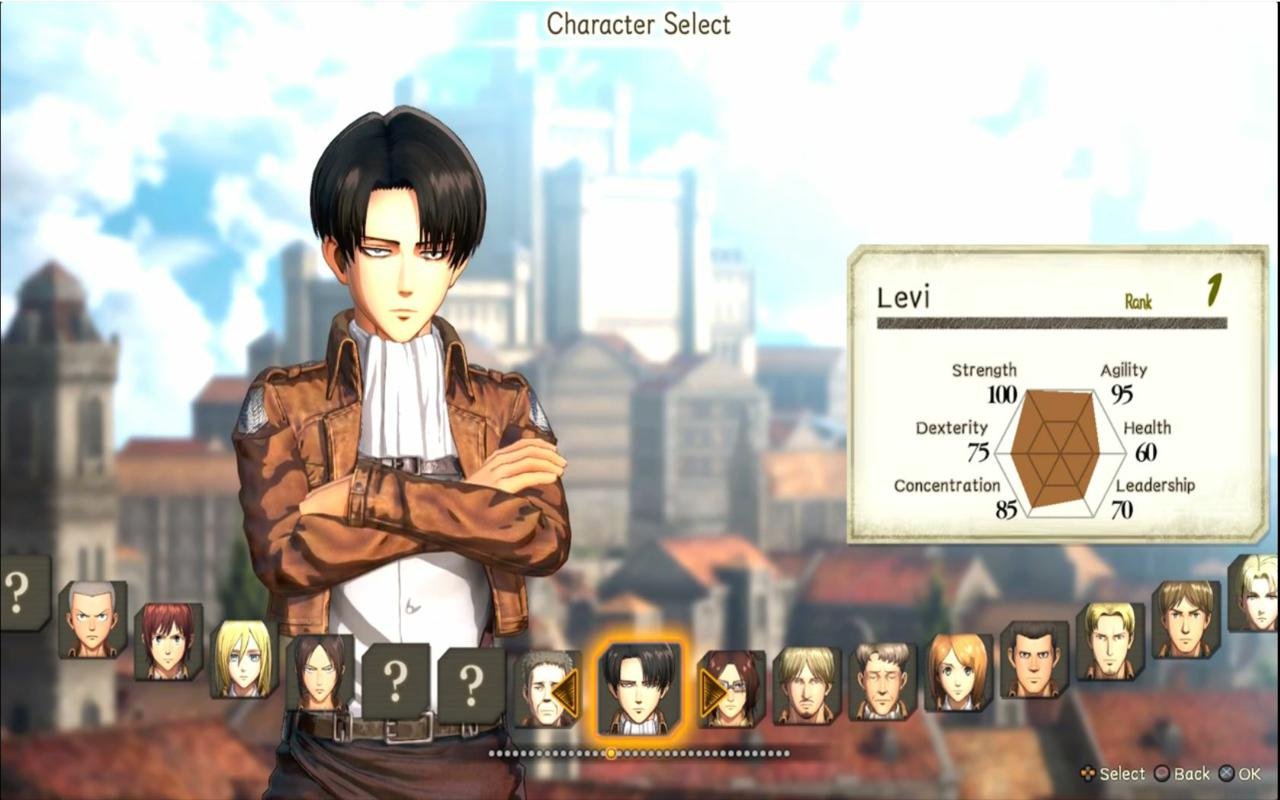 Character Select
Levi
Rank 1
Strength
100
Agility
95
Dexterity
75
Health
60
Concentration
85
Leadership
70
?
?
?
Select Back OK